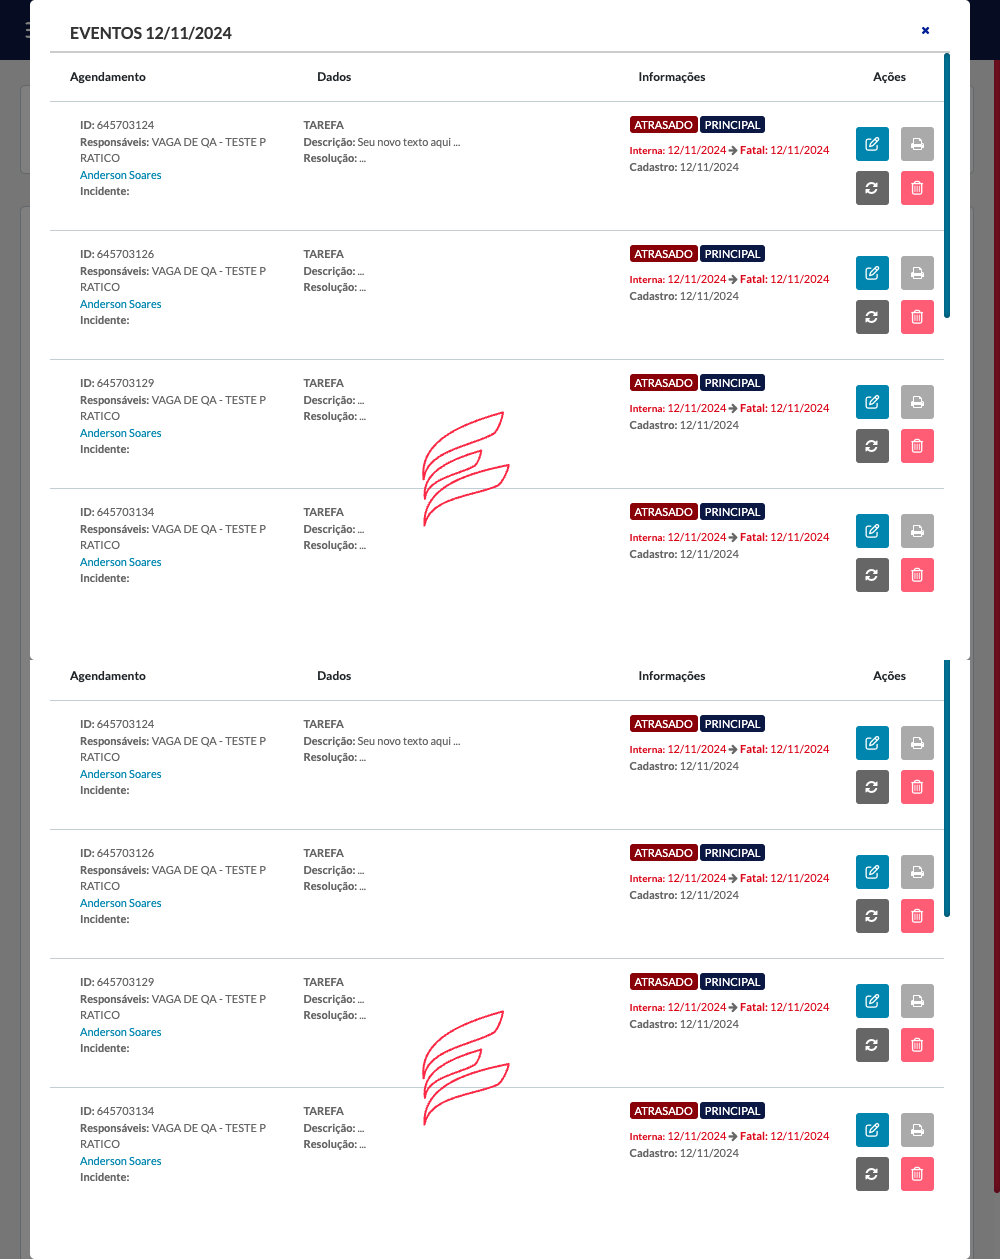 EVENTOS 12/11/2024
Agendamento Dados Informações Ações
ID: 645703124
Responsáveis: VAGA DE QA - TESTE P
RATICO
Anderson Soares
Incidente:
TAREFA
Descrição: Seu novo texto aqui ...
Resolução: ...
ATRASADO PRINCIPAL
Interna: 12/11/2024 → Fatal: 12/11/2024
Cadastro: 12/11/2024
ID: 645703126
Responsáveis: VAGA DE QA - TESTE P
RATICO
Anderson Soares
Incidente:
TAREFA
Descrição: ...
Resolução: ...
ATRASADO PRINCIPAL
Interna: 12/11/2024 → Fatal: 12/11/2024
Cadastro: 12/11/2024
ID: 645703129
Responsáveis: VAGA DE QA - TESTE P
RATICO
Anderson Soares
Incidente:
TAREFA
Descrição: ...
Resolução: ...
ATRASADO PRINCIPAL
Interna: 12/11/2024 → Fatal: 12/11/2024
Cadastro: 12/11/2024
ID: 645703134
Responsáveis: VAGA DE QA - TESTE P
RATICO
Anderson Soares
Incidente:
TAREFA
Descrição: ...
Resolução: ...
ATRASADO PRINCIPAL
Interna: 12/11/2024 → Fatal: 12/11/2024
Cadastro: 12/11/2024
Agendamento Dados Informações Ações
ID: 645703124
Responsáveis: VAGA DE QA - TESTE P
RATICO
Anderson Soares
Incidente:
TAREFA
Descrição: Seu novo texto aqui ...
Resolução: ...
ATRASADO PRINCIPAL
Interna: 12/11/2024 → Fatal: 12/11/2024
Cadastro: 12/11/2024
ID: 645703126
Responsáveis: VAGA DE QA - TESTE P
RATICO
Anderson Soares
Incidente:
TAREFA
Descrição: ...
Resolução: ...
ATRASADO PRINCIPAL
Interna: 12/11/2024 → Fatal: 12/11/2024
Cadastro: 12/11/2024
ID: 645703129
Responsáveis: VAGA DE QA - TESTE P
RATICO
Anderson Soares
Incidente:
TAREFA
Descrição: ...
Resolução: ...
ATRASADO PRINCIPAL
Interna: 12/11/2024 → Fatal: 12/11/2024
Cadastro: 12/11/2024
ID: 645703134
Responsáveis: VAGA DE QA - TESTE P
RATICO
Anderson Soares
Incidente:
TAREFA
Descrição: ...
Resolução: ...
ATRASADO PRINCIPAL
Interna: 12/11/2024 → Fatal: 12/11/2024
Cadastro: 12/11/2024